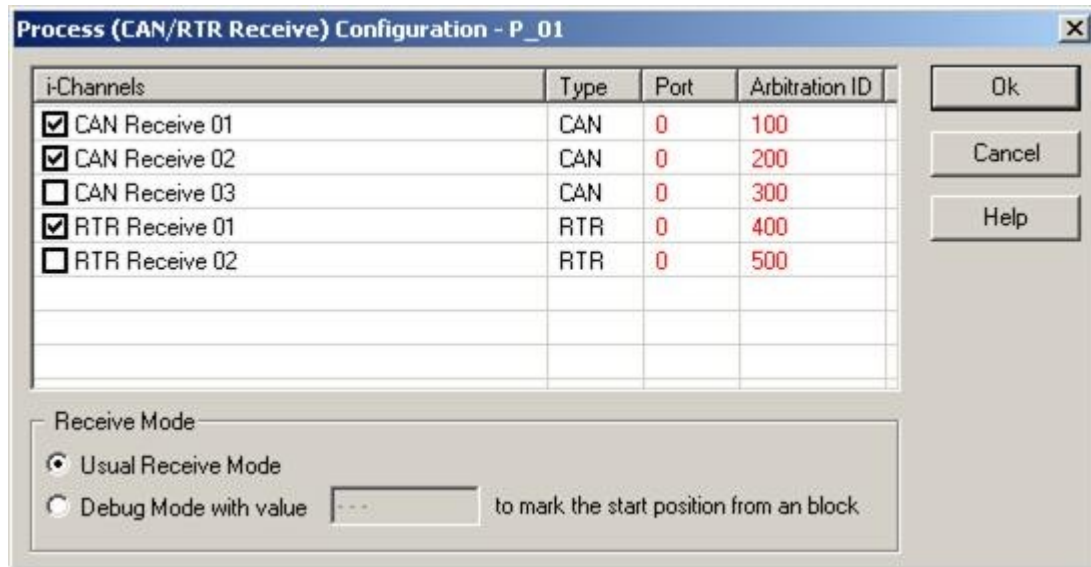 Process (CAN/RTR Receive) Configuration - P_01
i-Channels Type Port Arbitration ID
CAN Receive 01 CAN 0 100
CAN Receive 02 CAN 0 200
CAN Receive 03 CAN 0 300
RTR Receive 01 RTR 0 400
RTR Receive 02 RTR 0 500
Ok
Cancel
Help
Receive Mode
Usual Receive Mode
Debug Mode with value - - - to mark the start position from an block